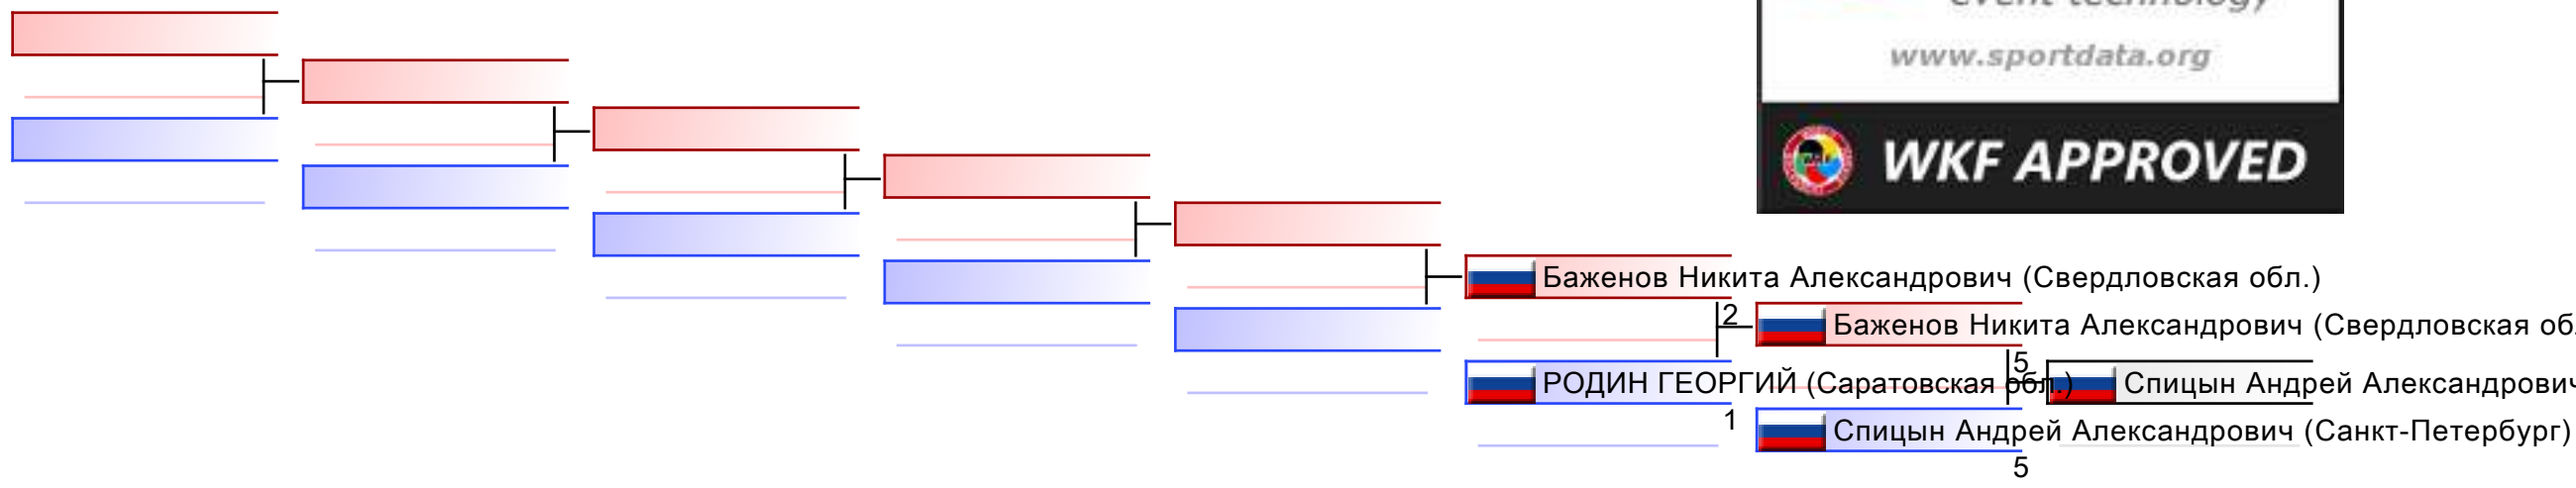 event technology
www.sportdata.org
WKF APPROVED
Баженов Никита Александрович (Свердловская обл.)
2
Баженов Никита Александрович (Свердловская об
5
РОДИН ГЕОРГИЙ (Саратовская обл.)
Спицын Андрей Александрович
1
Спицын Андрей Александрович (Санкт-Петербург)
5